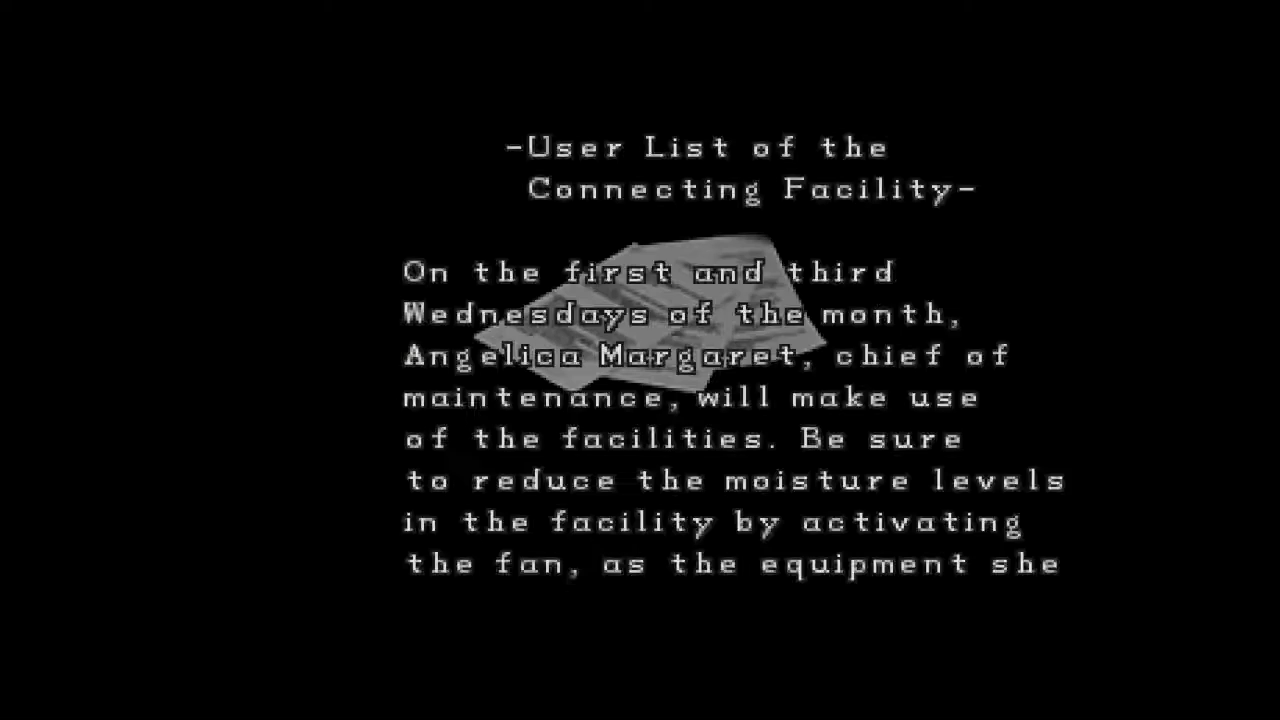 -User List of the
Connecting Facility-
On the first and third
Wednesdays of the month,
Angelica Margaret, chief of
maintenance, will make use
of the facilities. Be sure
to reduce the moisture levels
in the facility by activating
the fan, as the equipment she